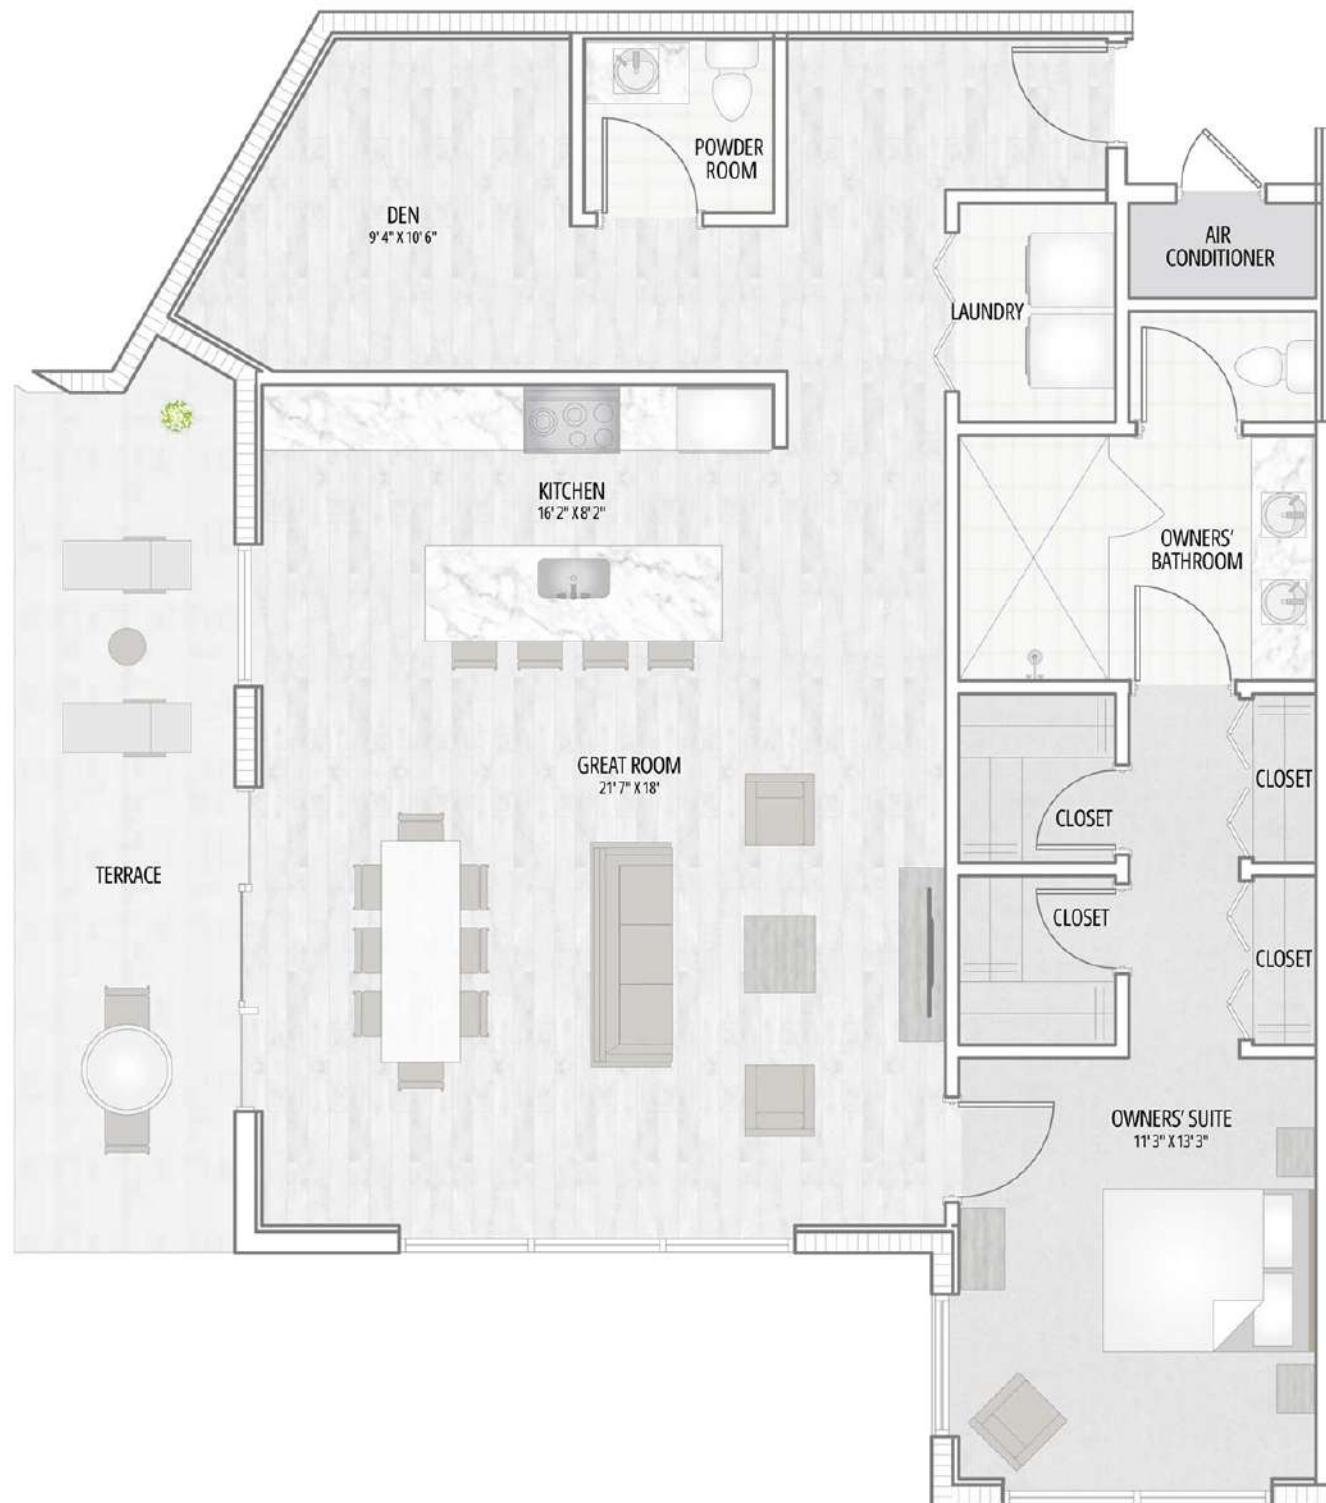 POWDER
ROOM
DEN
9' 4" X 10' 6"
AIR
CONDITIONER
LAUNDRY
KITCHEN
16' 2" X 8' 2"
OWNERS'
BATHROOM
GREAT ROOM
21' 7" X 18'
CLOSET
CLOSET
TERRACE
CLOSET
CLOSET
OWNERS' SUITE
11' 3" X 13' 3"